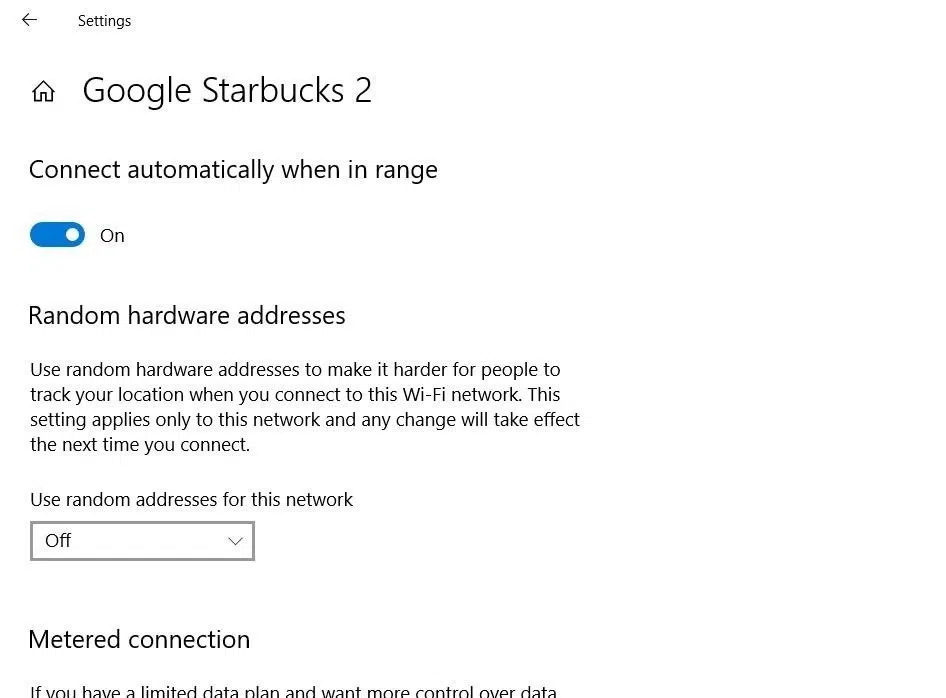 Settings
Google Starbucks 2
Connect automatically when in range
On
Random hardware addresses
Use random hardware addresses to make it harder for people to
track your location when you connect to this Wi-Fi network. This
setting applies only to this network and any change will take effect
the next time you connect.
Use random addresses for this network
Off
Metered connection
If you have a limited data plan and want more control over data